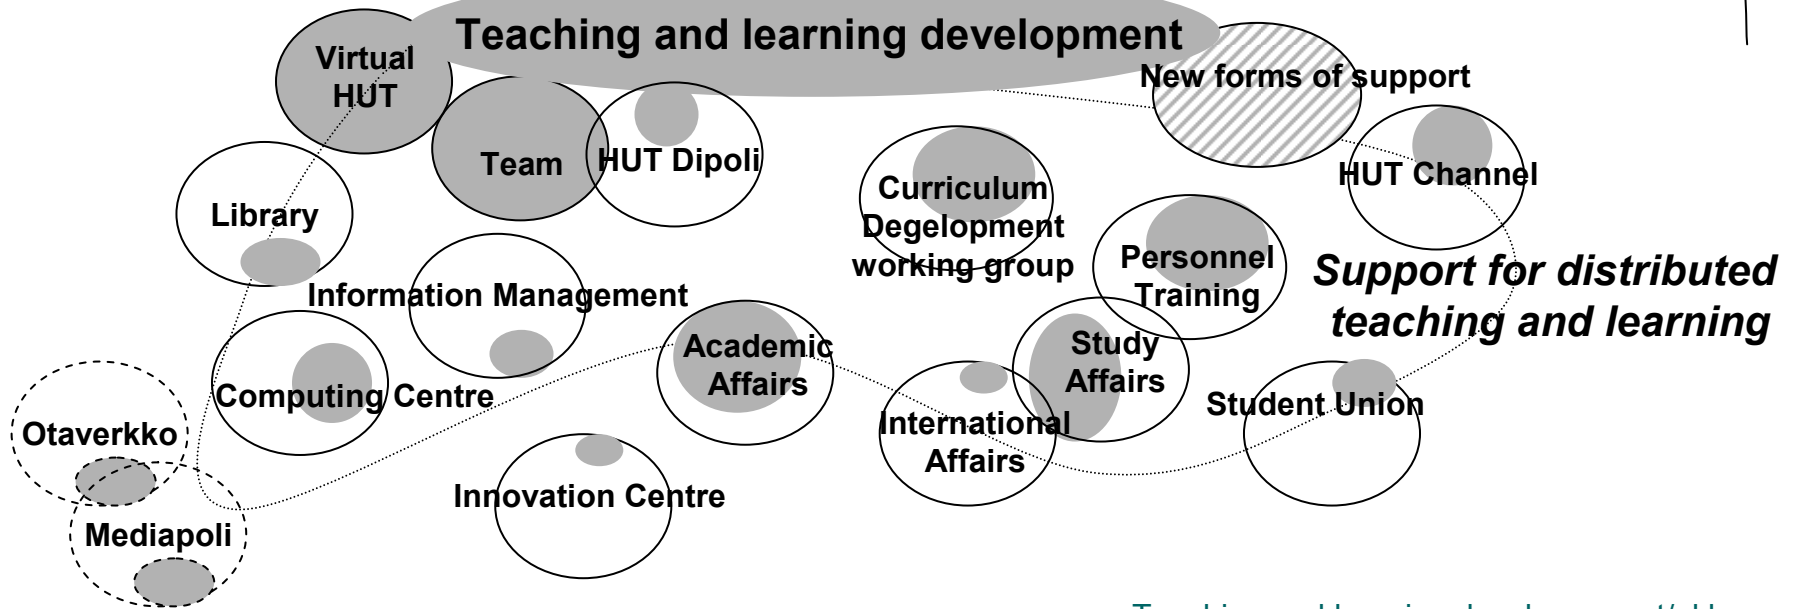 Teaching and learning development
Virtual
HUT
New forms of support
Team
HUT Dipoli
HUT Channel
Library
Curriculum
Degelopment
working group
Personnel
Training
Support for distributed
teaching and learning
Information Management
Academic
Affairs
Study
Affairs
Computing Centre
Student Union
Otaverkko
International
Affairs
Innovation Centre
Mediapoli